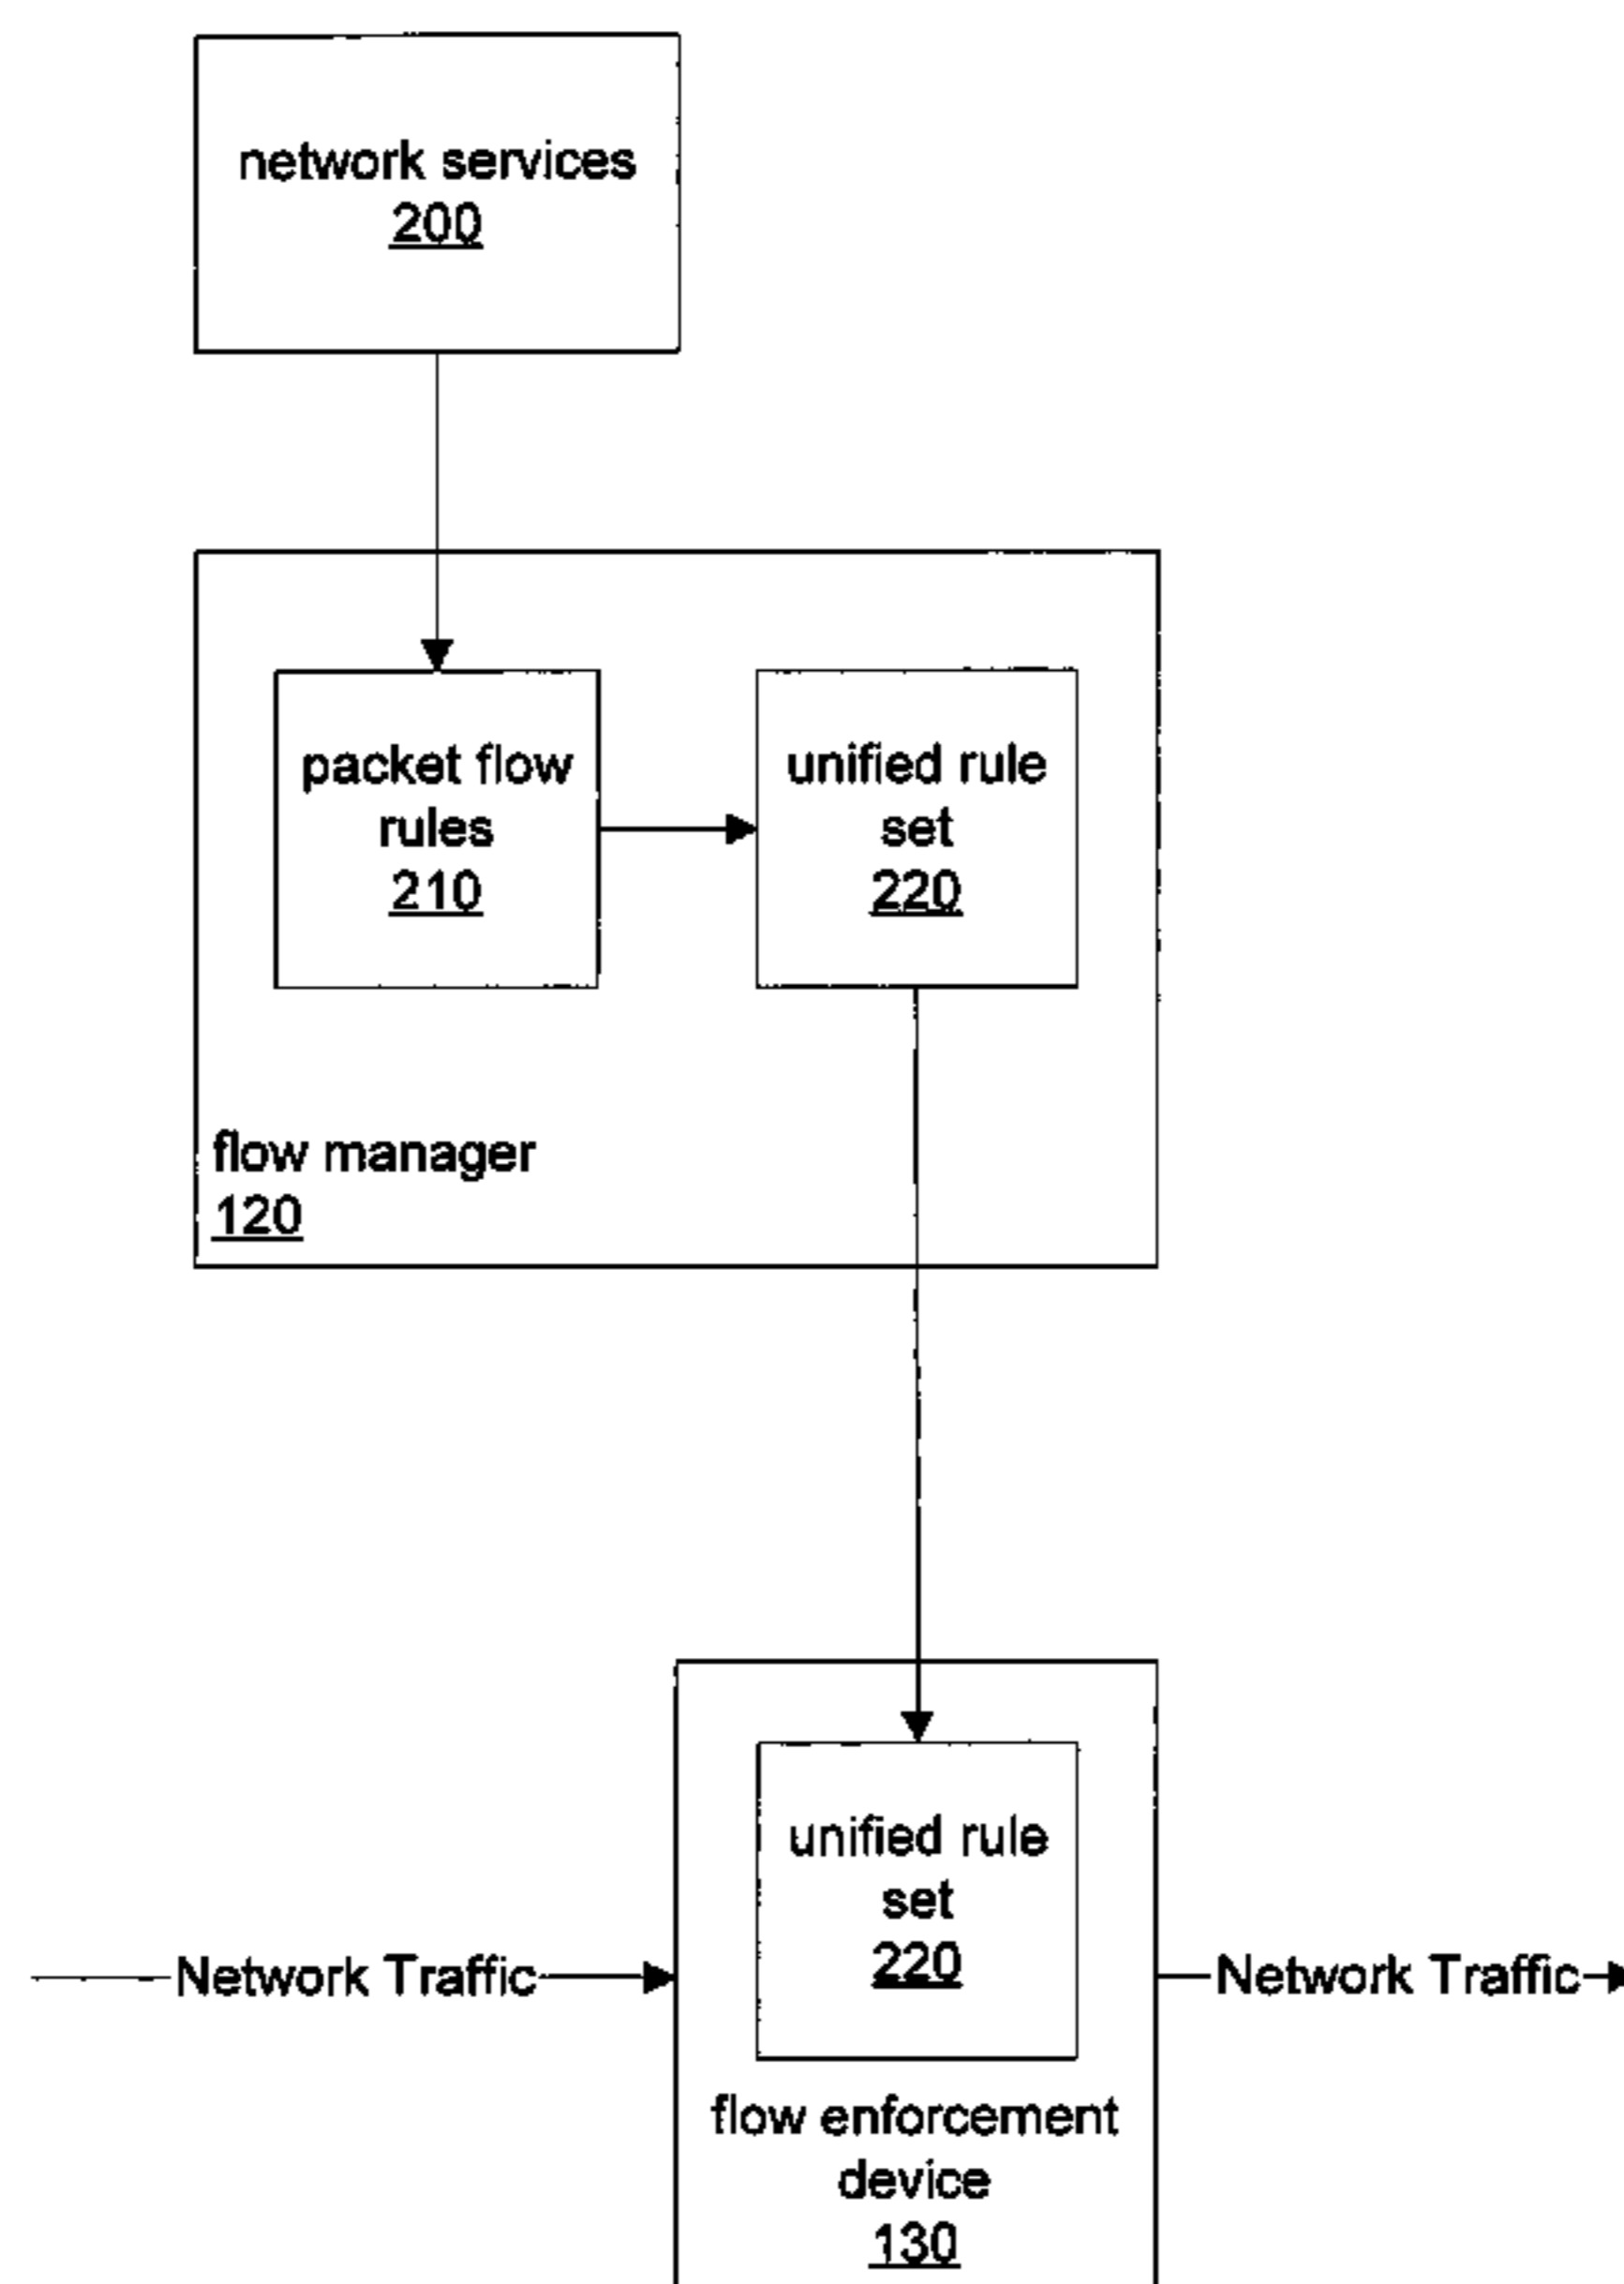 network services
200
packet flow
rules
210
unified rule
set
220
flow manager
120
unified rule
set
220
Network Traffic
Network Traffic
flow enforcement
device
130